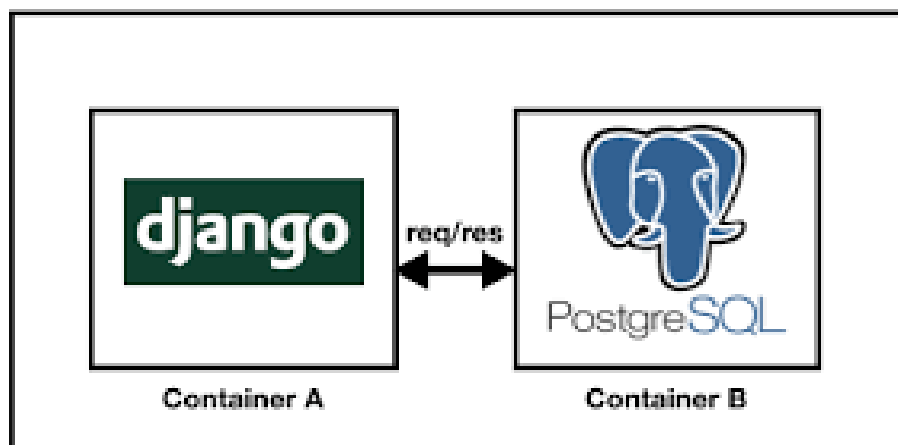 django
req/res
PostgreSQL
Container A
Container B